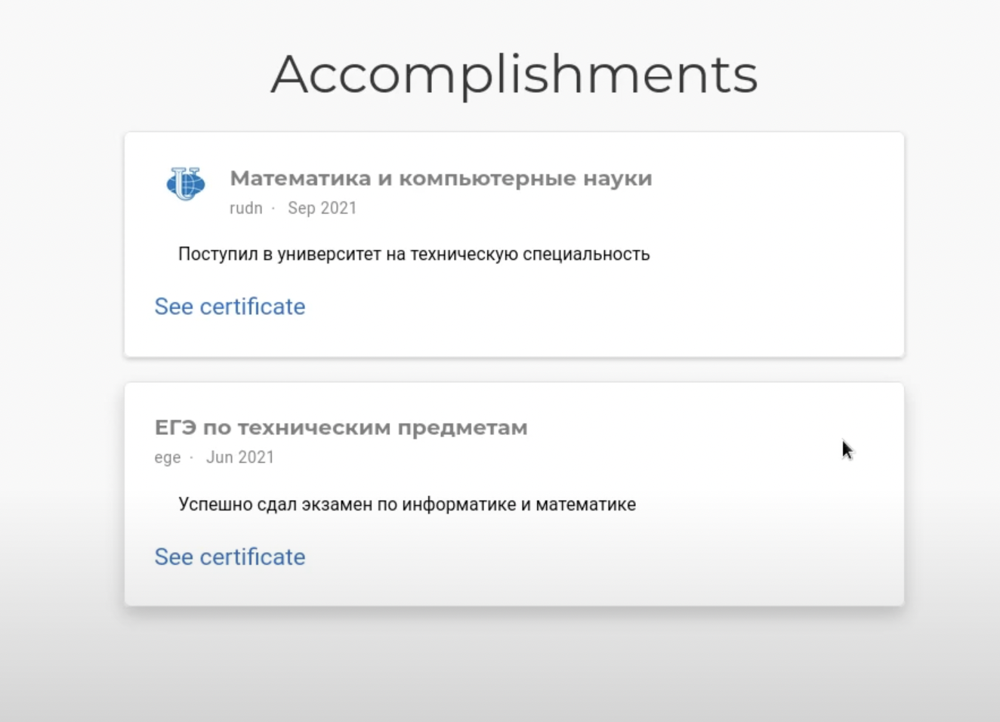 Accomplishments
Математика и компьютерные науки
rudn · Sep 2021
Поступил в университет на техническую специальность
See certificate
ЕГЭ по техническим предметам
ege · Jun 2021
Успешно сдал экзамен по информатике и математике
See certificate